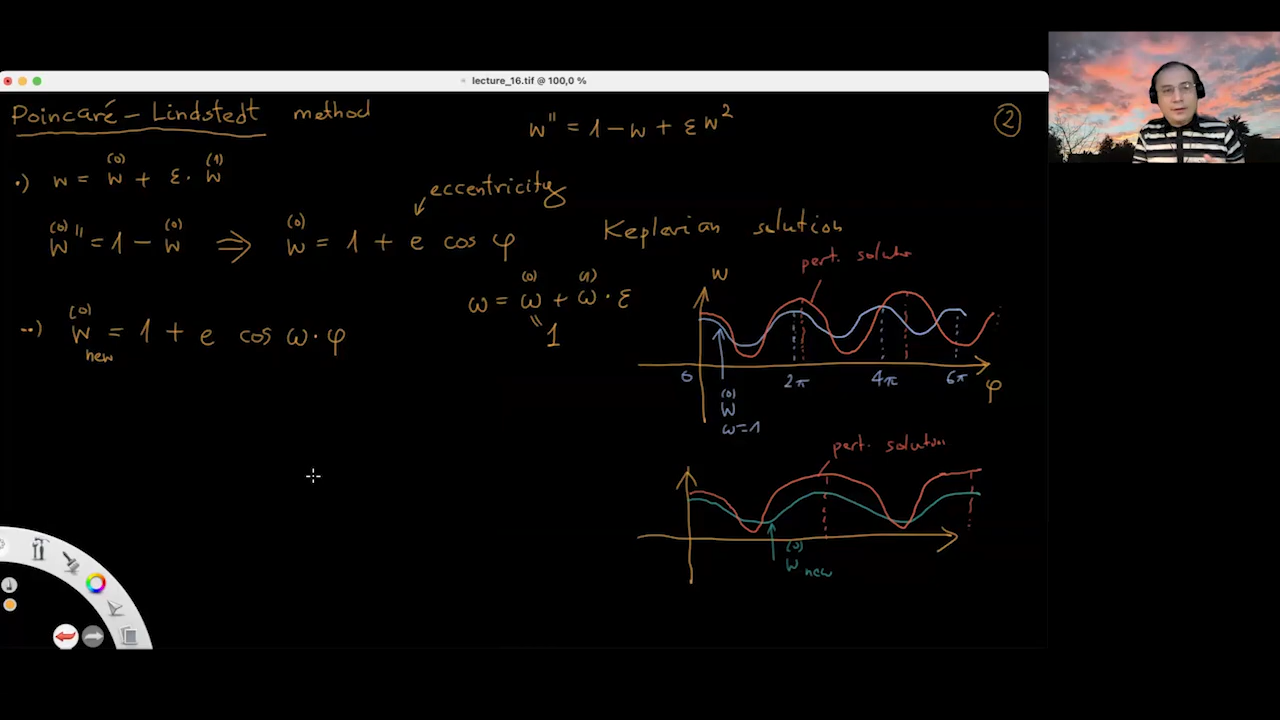 lecture_16.tif @ 100,0 %
Poincaré – Lindstedt method
w'' = 1 - w + εw²
②
•) w = w⁽⁰⁾ + ε · w⁽¹⁾
eccentricity
w⁽⁰⁾'' = 1 - w⁽⁰⁾ ⇒ w⁽⁰⁾ = 1 + e cos φ
Keplerian solution
ω = ω⁽⁰⁾ + ω⁽¹⁾ · ε
" 1
••) w⁽⁰⁾ new = 1 + e cos ω · φ
w
pert. solution
0 2π 4π 6π φ
w⁽⁰⁾
ω=1
pert. solution
w⁽⁰⁾ new